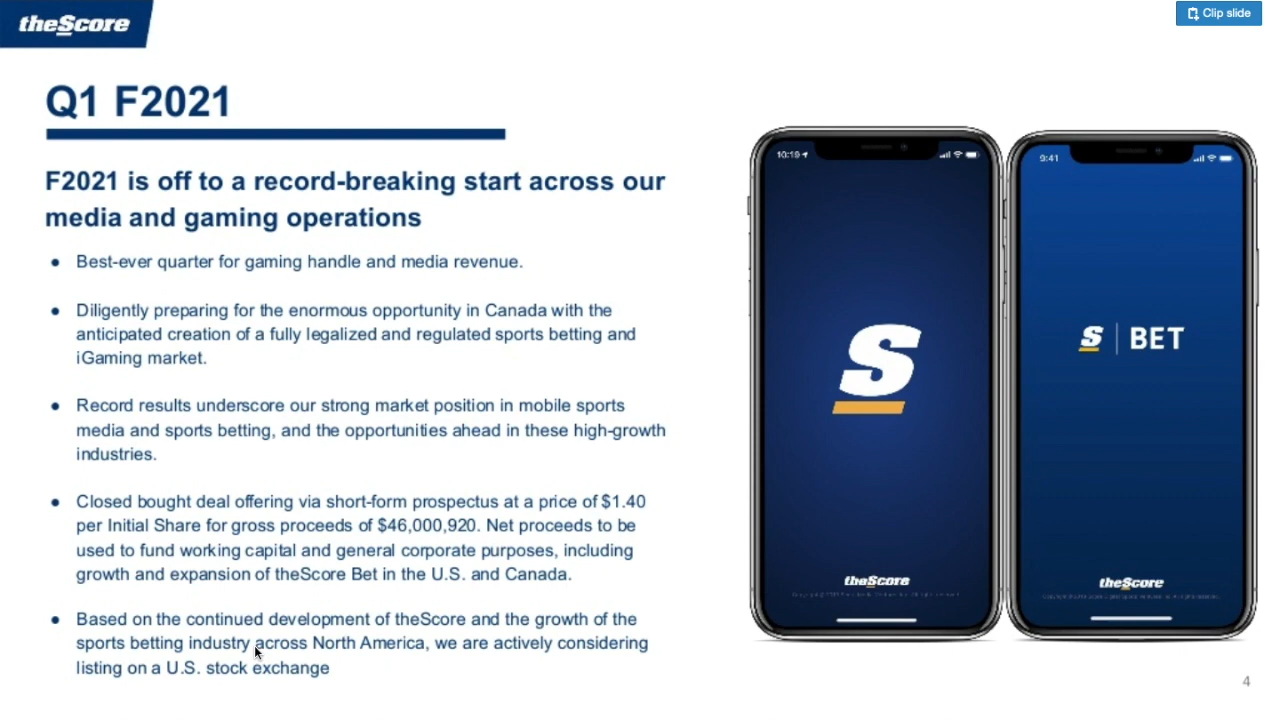 theScore
Clip slide
Q1 F2021
F2021 is off to a record-breaking start across our
media and gaming operations
● Best-ever quarter for gaming handle and media revenue.
● Diligently preparing for the enormous opportunity in Canada with the
anticipated creation of a fully legalized and regulated sports betting and
iGaming market.
● Record results underscore our strong market position in mobile sports
media and sports betting, and the opportunities ahead in these high-growth
industries.
● Closed bought deal offering via short-form prospectus at a price of $1.40
per Initial Share for gross proceeds of $46,000,920. Net proceeds to be
used to fund working capital and general corporate purposes, including
growth and expansion of theScore Bet in the U.S. and Canada.
● Based on the continued development of theScore and the growth of the
sports betting industry across North America, we are actively considering
listing on a U.S. stock exchange
10:19
S
theScore
9:41
S | BET
theScore
4